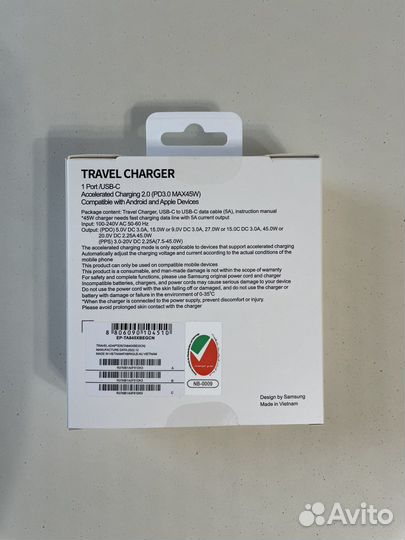 TRAVEL CHARGER
1 Port /USB-C
Accelerated Charging 2.0 (PD3.0 MAX45W)
Compatible with Android and Apple Devices
Package content: Travel Charger, USB-C to USB-C data cable (5A), Instruction manual
*45W charger needs fast charging data line with 5A current output
Input: 100-240V AC 50-60 Hz
Output: (PDO) 5.0V DC 3.0A, 15.0W or 9.0V DC 3.0A, 27.0W or 15.0C DC 3.0A, 45.0W or
20.0V DC 2.25A 45.0W
(PPS) 3.0-20V DC 2.25A(7.5-45.0W)
The accelerated charging mode is only applicable to devices that support accelerated charging
Automatically adjust the charging voltage and current according to the actual conditions of the
mobile phone
This product can only be used on compatible mobile devices
This product is a consumable, and man-made damage is not within the scope of warranty
For safety and complete functions, please use Samsung original power cord and charger
Incompatible batteries, chargers, and power cords may cause serious damage to your device
Do not use the power cord with the skin falling off or damaged, and do not use the charger
or data cable in the environment of 0-35℃
*When the charger is connected to the power supply, prevent discomfort or injury.
Please avoid prolonged skin contact with the charger
8 806090 104510
EP-TA845XBEGCN
MADE IN VIETNAM
A
B
C
NB-0009
Design by Samsung
Made in Vietnam
Avito